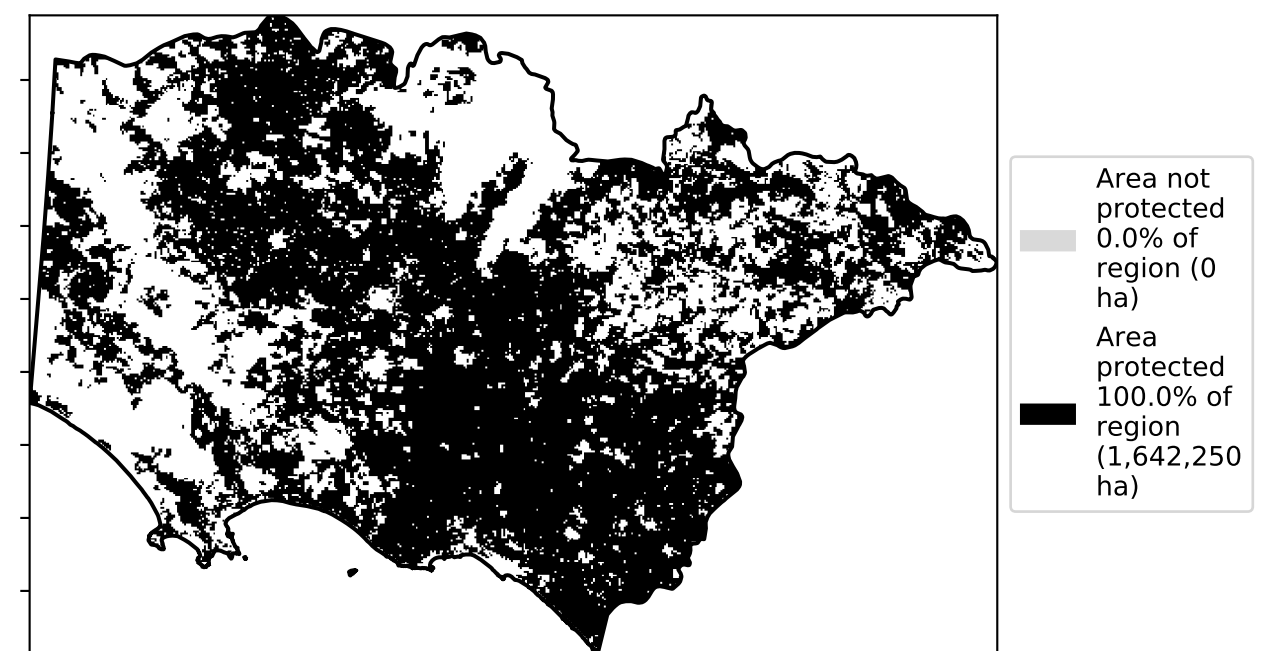 Area not
protected
0.0% of
region (0
ha)
Area
protected
100.0% of
region
(1,642,250
ha)